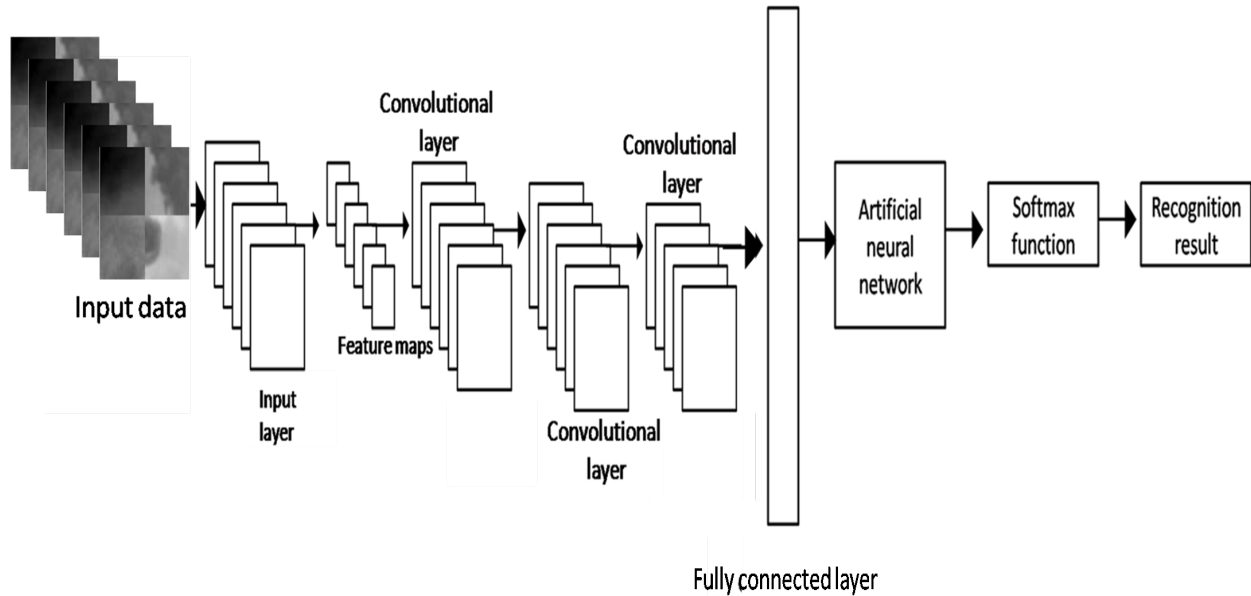 Input data
Input
layer
Feature maps
Convolutional
layer
Convolutional
layer
Convolutional
layer
Fully connected layer
Artificial
neural
network
Softmax
function
Recognition
result